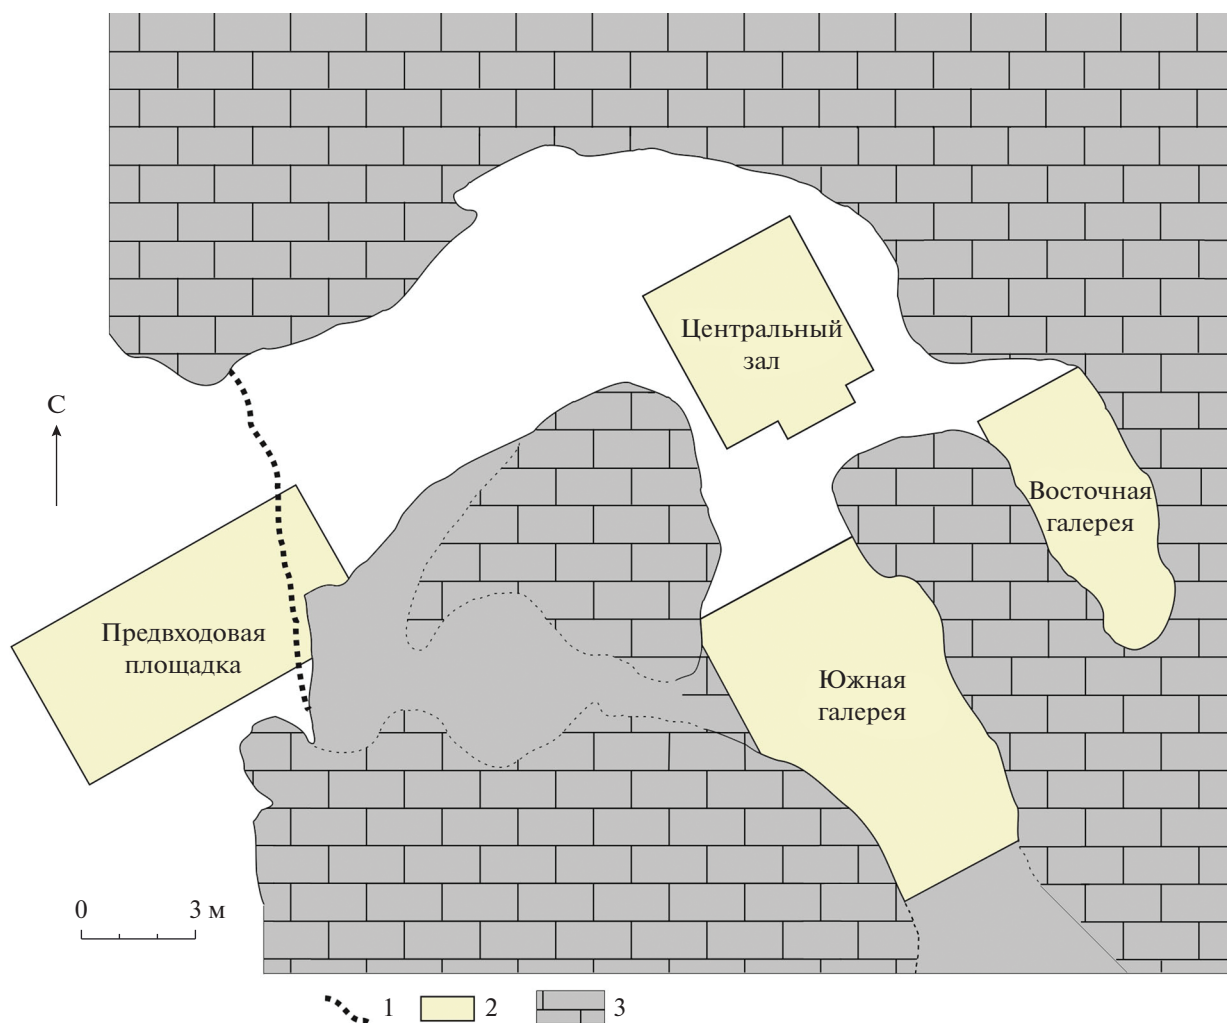 Центральный
зал
С
Восточная
галерея
Предвходовая
площадка
Южная
галерея
0 3 м
1 2 3